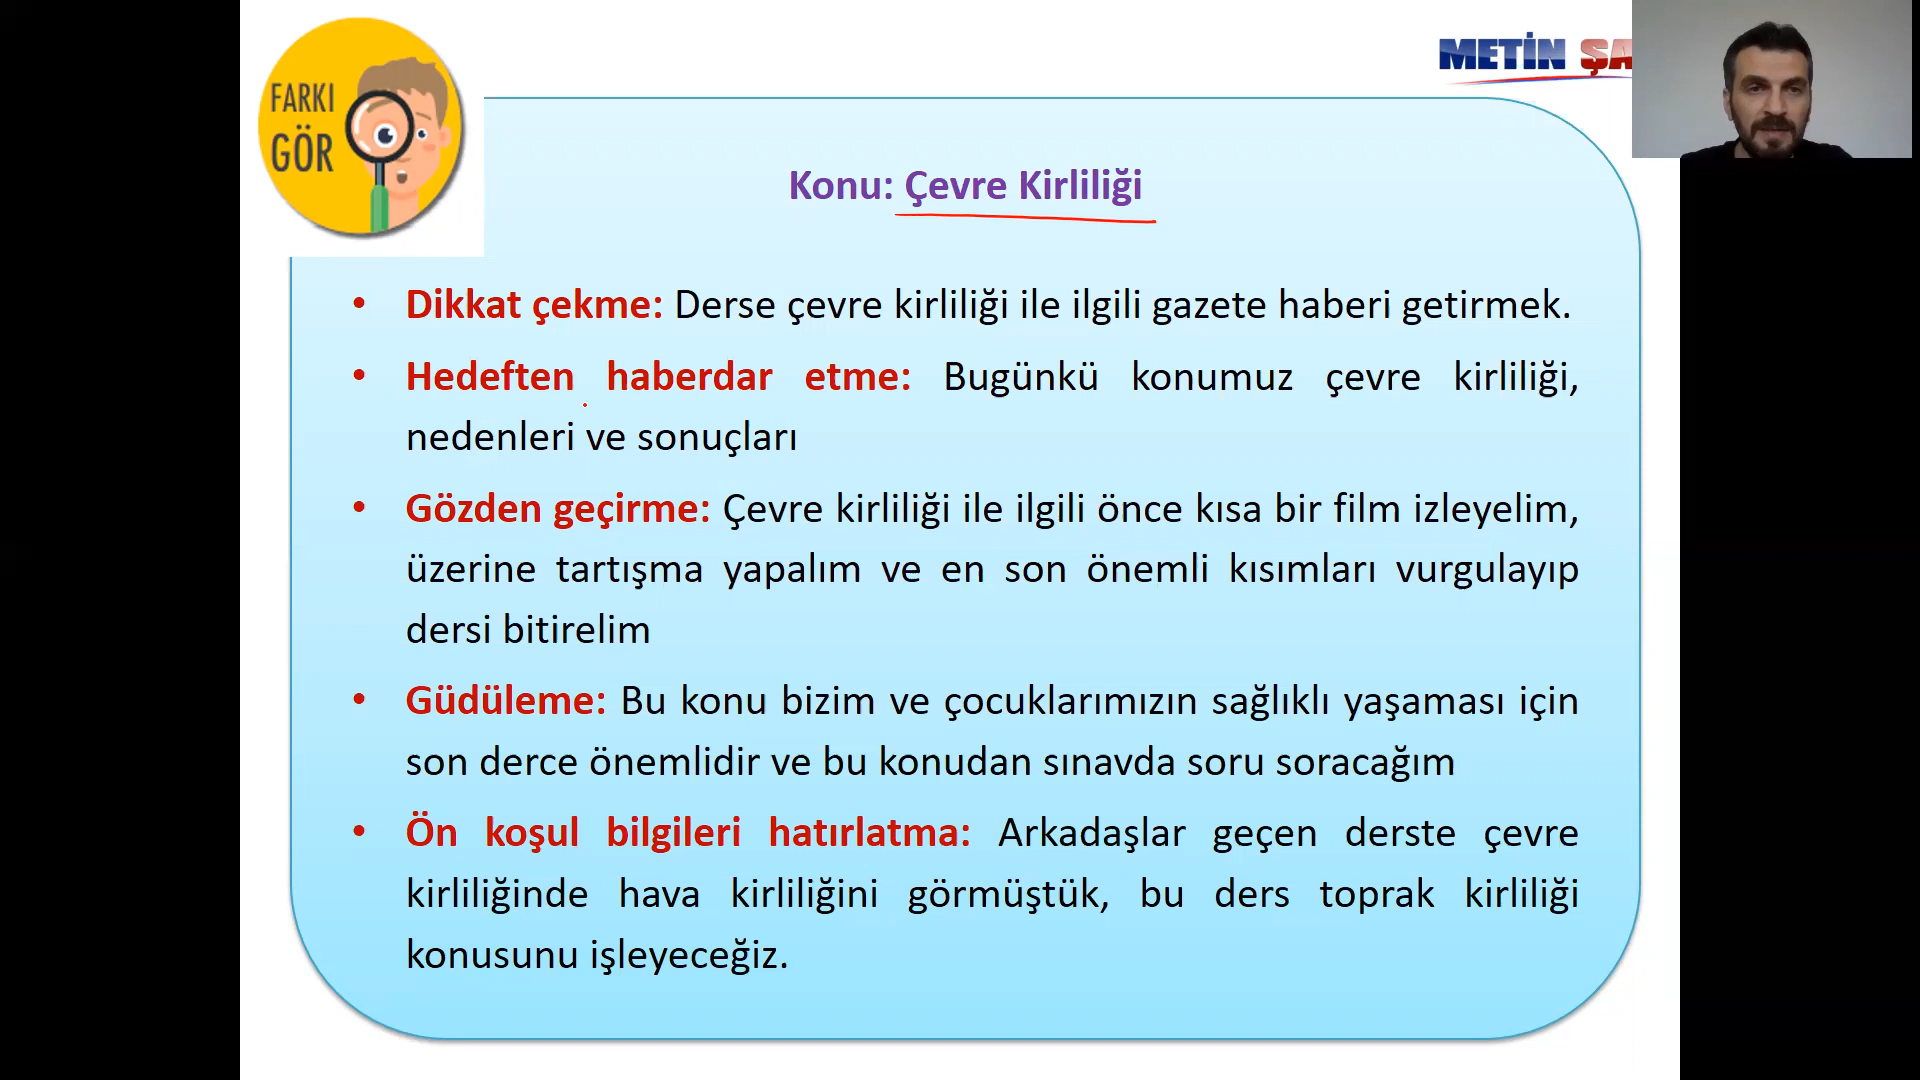 FARKI
GÖR
METİN ŞA
Konu: Çevre Kirliliği
• Dikkat çekme: Derse çevre kirliliği ile ilgili gazete haberi getirmek.
• Hedeften haberdar etme: Bugünkü konumuz çevre kirliliği,
nedenleri ve sonuçları
• Gözden geçirme: Çevre kirliliği ile ilgili önce kısa bir film izleyelim,
üzerine tartışma yapalım ve en son önemli kısımları vurgulayıp
dersi bitirelim
• Güdüleme: Bu konu bizim ve çocuklarımızın sağlıklı yaşaması için
son derce önemlidir ve bu konudan sınavda soru soracağım
• Ön koşul bilgileri hatırlatma: Arkadaşlar geçen derste çevre
kirliliğinde hava kirliliğini görmüştük, bu ders toprak kirliliği
konusunu işleyeceğiz.